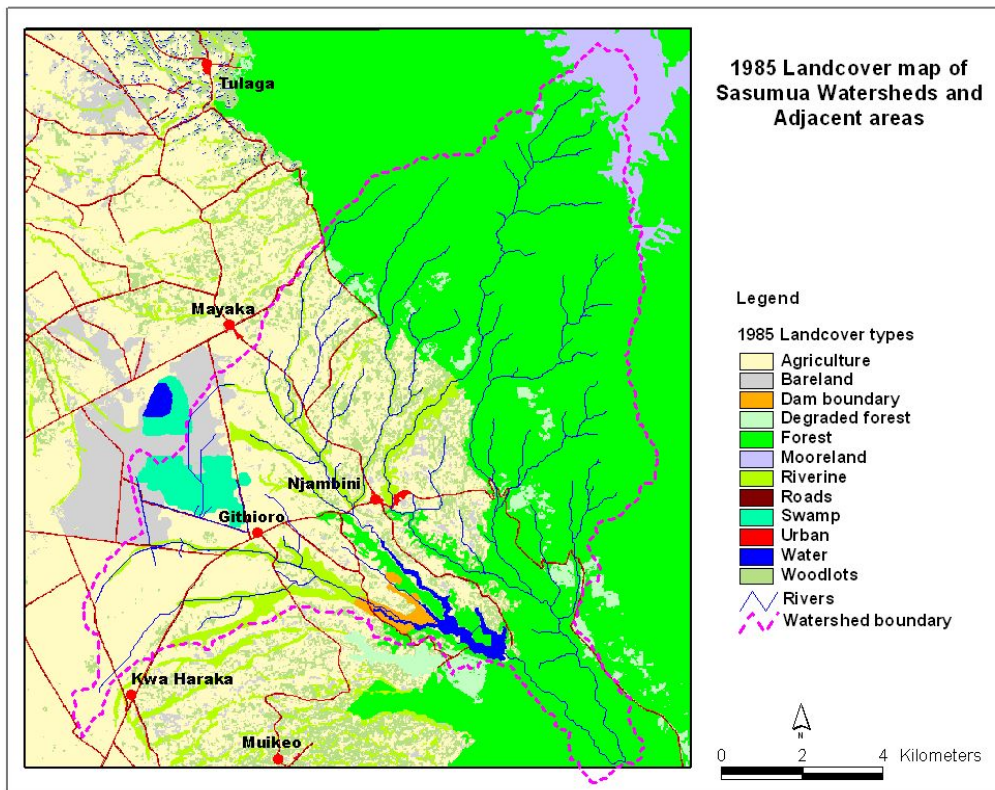 1985 Landcover map of
Sasumua Watersheds and
Adjacent areas
Tulaga
Mayaka
Njambini
Githioro
Kwa Haraka
Muikeo
Legend
1985 Landcover types
Agriculture
Bareland
Dam boundary
Degraded forest
Forest
Mooreland
Riverine
Roads
Swamp
Urban
Water
Woodlots
Rivers
Watershed boundary
N
0 2 4 Kilometers